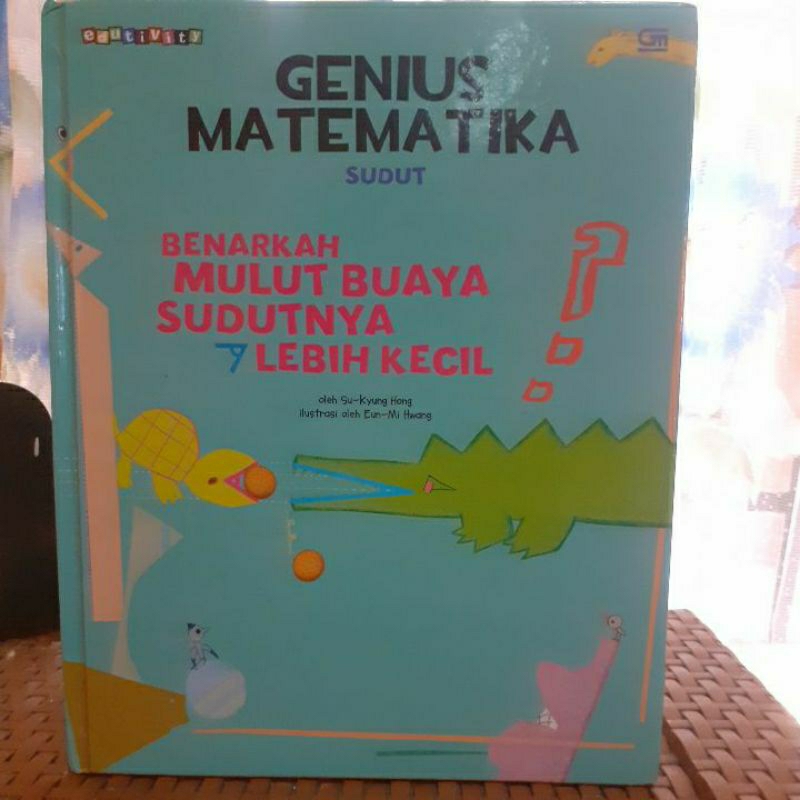 edutivity
GM
GENIUS
MATEMATIKA
SUDUT
BENARKAH
MULUT BUAYA
SUDUTNYA
LEBIH KECIL
?
oleh Su-Kyung Hong
ilustrasi oleh Eun-Mi Hwang